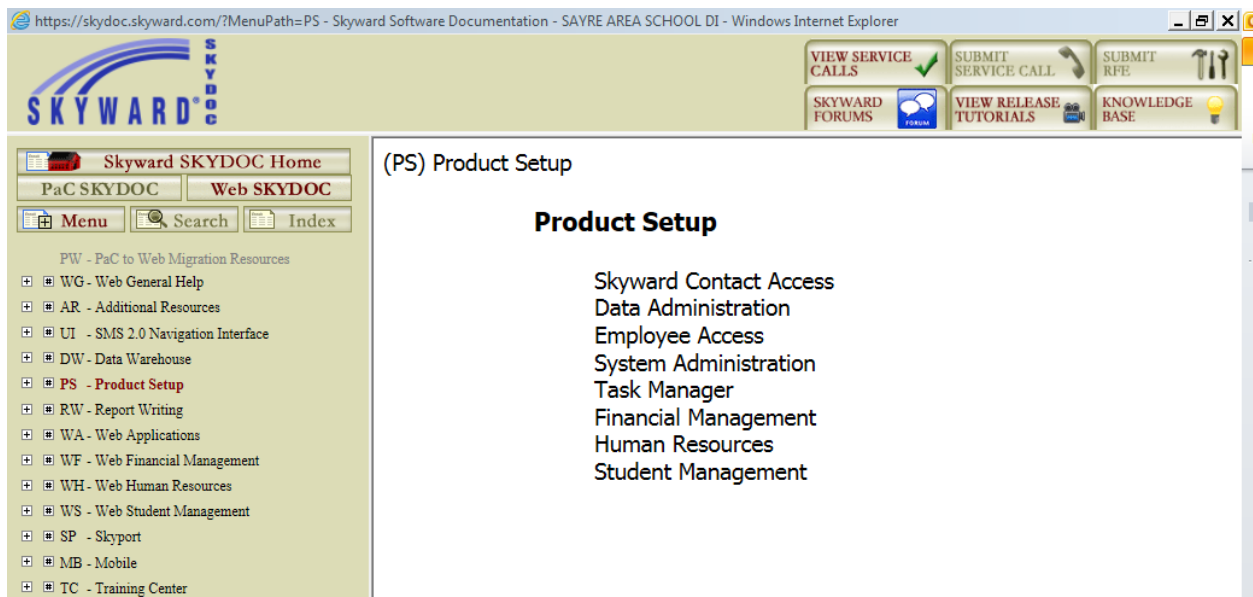 https://skydoc.skyward.com/?MenuPath=PS - Skyward Software Documentation - SAYRE AREA SCHOOL DI - Windows Internet Explorer
SKYWARD®
SKYDOC
VIEW SERVICE
CALLS
SUBMIT
SERVICE CALL
SUBMIT
RFE
SKYWARD
FORUMS
FORUM
VIEW RELEASE
TUTORIALS
KNOWLEDGE
BASE
Skyward SKYDOC Home
PaC SKYDOC
Web SKYDOC
Menu
Search
Index
PW - PaC to Web Migration Resources
WG - Web General Help
AR - Additional Resources
UI - SMS 2.0 Navigation Interface
DW - Data Warehouse
PS - Product Setup
RW - Report Writing
WA - Web Applications
WF - Web Financial Management
WH - Web Human Resources
WS - Web Student Management
SP - Skyport
MB - Mobile
TC - Training Center
(PS) Product Setup
Product Setup
Skyward Contact Access
Data Administration
Employee Access
System Administration
Task Manager
Financial Management
Human Resources
Student Management